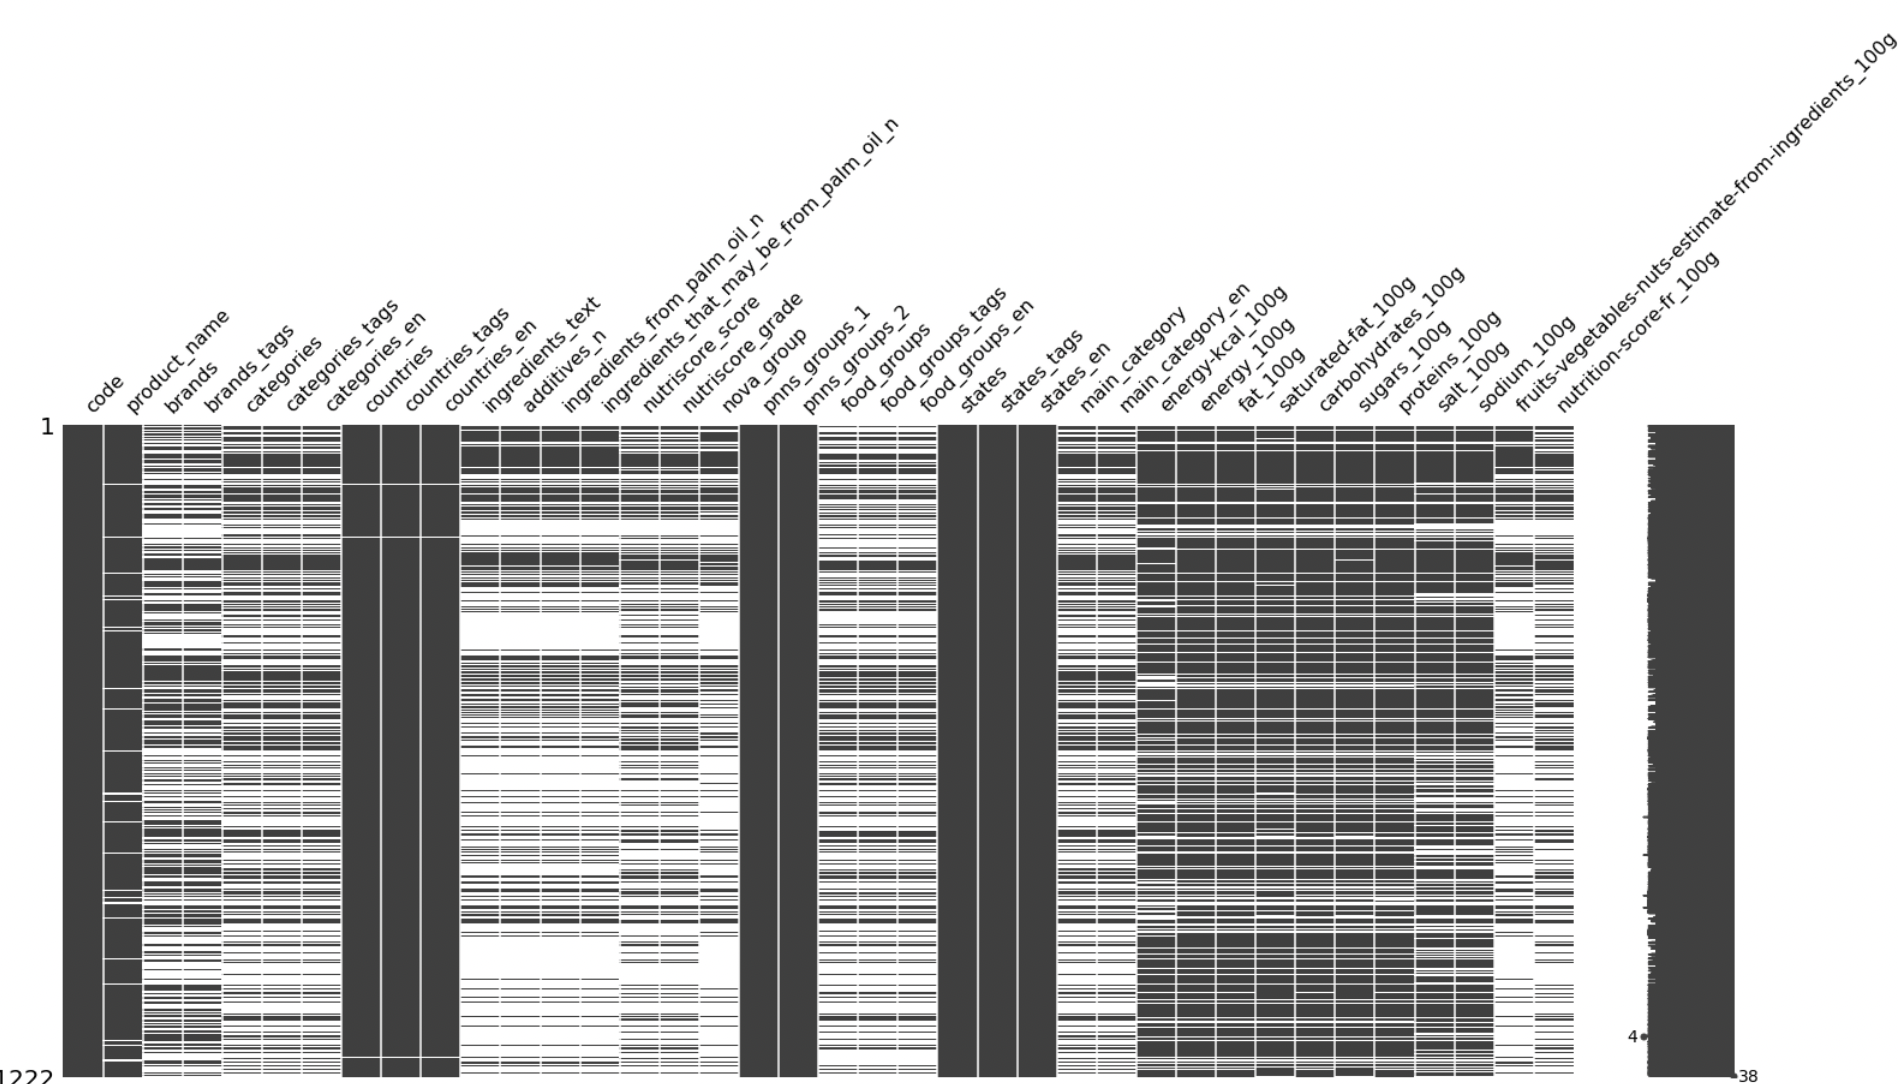 code
product_name
brands
brands_tags
categories
categories_tags
categories_en
countries
countries_tags
countries_en
ingredients_text
additives_n
ingredients_from_palm_oil_n
ingredients_that_may_be_from_palm_oil_n
nutriscore_score
nutriscore_grade
nova_group
pnns_groups_1
pnns_groups_2
food_groups
food_groups_tags
food_groups_en
states
states_tags
states_en
main_category
main_category_en
energy-kcal_100g
energy_100g
fat_100g
saturated-fat_100g
carbohydrates_100g
sugars_100g
proteins_100g
salt_100g
sodium_100g
fruits-vegetables-nuts-estimate-from-ingredients_100g
nutrition-score-fr_100g
1
4
38